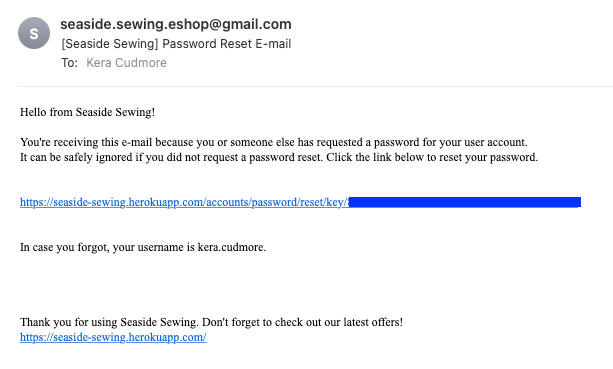 S
seaside.sewing.eshop@gmail.com
[Seaside Sewing] Password Reset E-mail
To: Kera Cudmore
Hello from Seaside Sewing!
You're receiving this e-mail because you or someone else has requested a password for your user account.
It can be safely ignored if you did not request a password reset. Click the link below to reset your password.
https://seaside-sewing.herokuapp.com/accounts/password/reset/key/
In case you forgot, your username is kera.cudmore.
Thank you for using Seaside Sewing. Don't forget to check out our latest offers!
https://seaside-sewing.herokuapp.com/